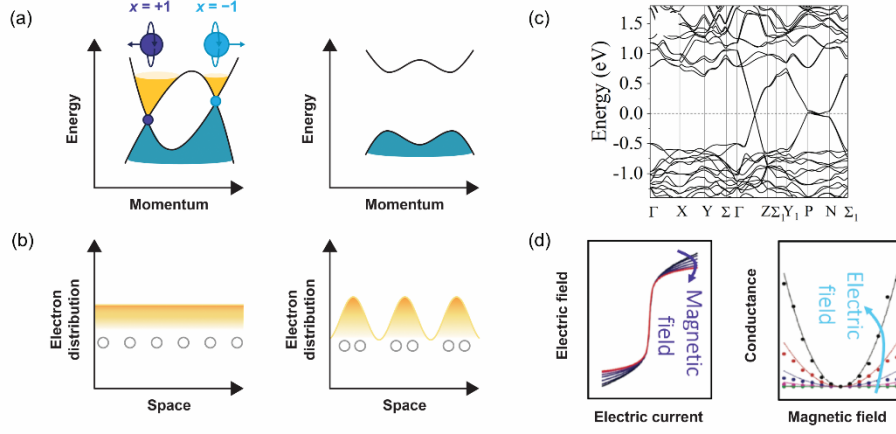 (a)
x = +1
x = −1
Energy
Momentum
Energy
Momentum
(b)
Electron
distribution
Space
Electron
distribution
Space
(c)
Energy (eV)
1.5
1.0
0.5
0.0
-0.5
-1.0
Γ X Y Σ Γ Z Σ1 Y1 P N Σ1
(d)
Electric field
Magnetic
field
Electric current
Conductance
Electric
field
Magnetic field